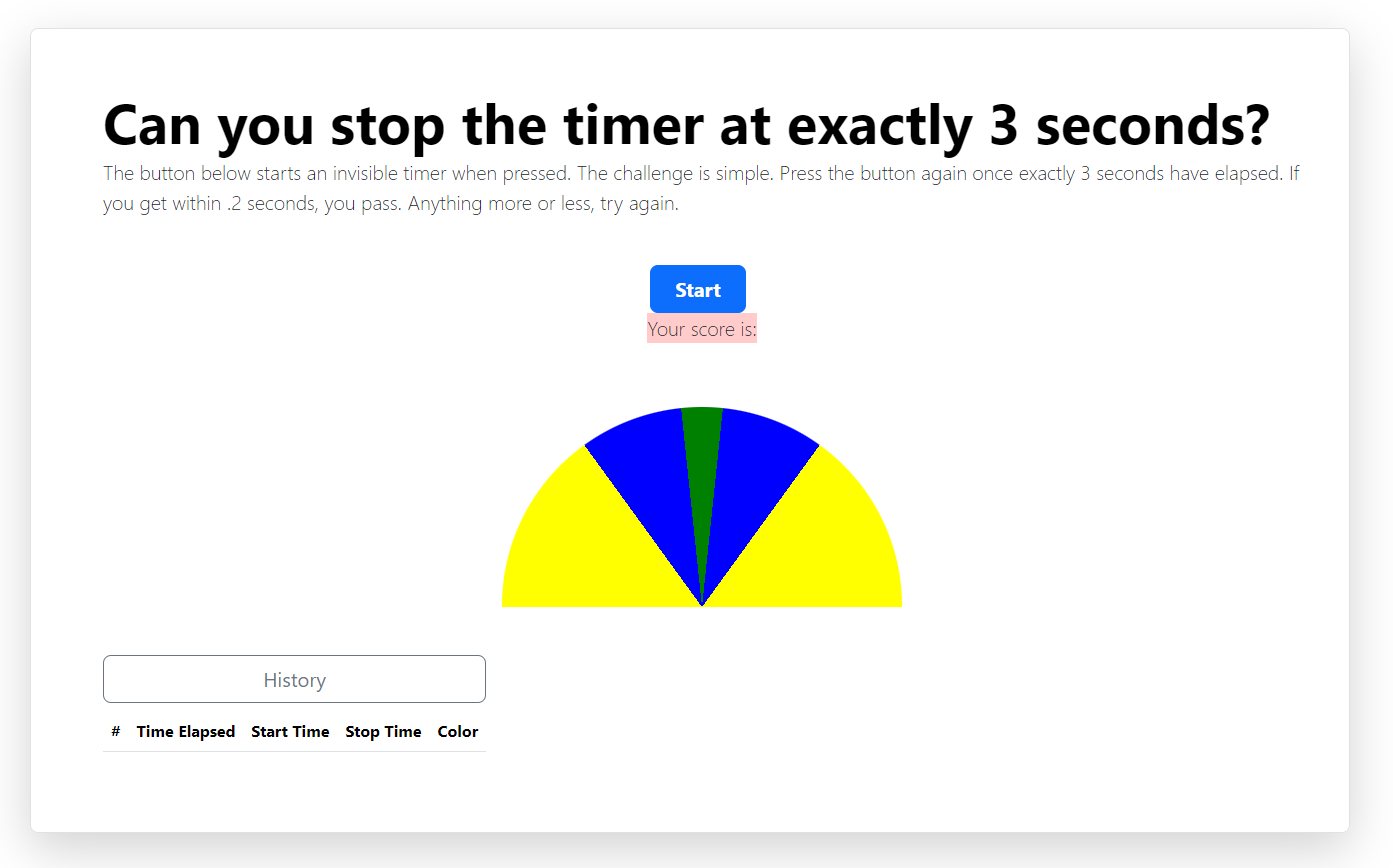 Can you stop the timer at exactly 3 seconds?
The button below starts an invisible timer when pressed. The challenge is simple. Press the button again once exactly 3 seconds have elapsed. If
you get within .2 seconds, you pass. Anything more or less, try again.
Start
Your score is:
History
# Time Elapsed Start Time Stop Time Color